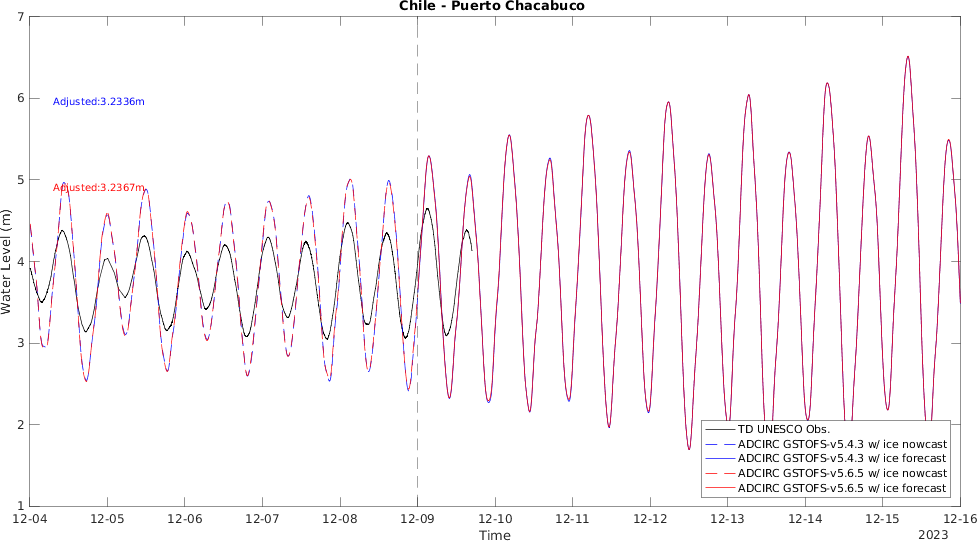 Chile - Puerto Chacabuco
7
6
5
4
3
2
1
Water Level (m)
Adjusted:3.2336m
Adjusted:3.2367m
TD UNESCO Obs.
ADCIRC GSTOFS-v5.4.3 w/ ice nowcast
ADCIRC GSTOFS-v5.4.3 w/ ice forecast
ADCIRC GSTOFS-v5.6.5 w/ ice nowcast
ADCIRC GSTOFS-v5.6.5 w/ ice forecast
12-04 12-05 12-06 12-07 12-08 12-09 12-10 12-11 12-12 12-13 12-14 12-15 12-16
Time
2023